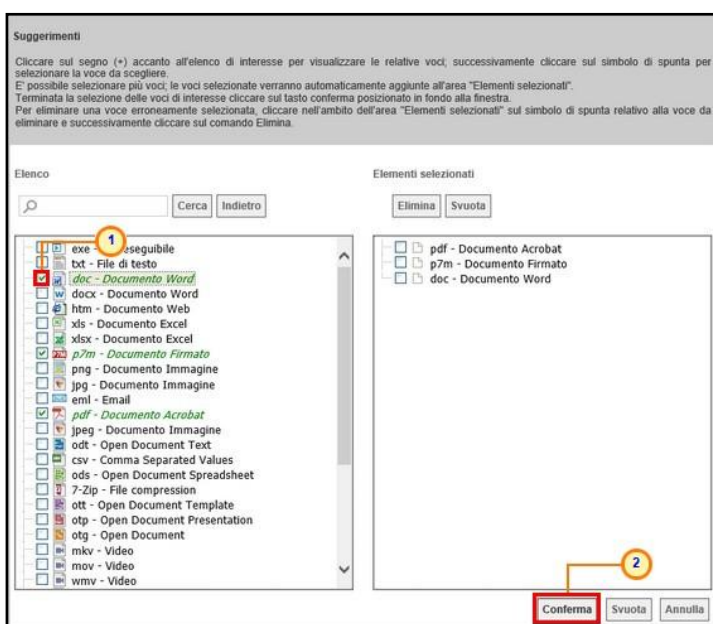 Suggerimenti
Cliccare sul segno (+) accanto all'elenco di interesse per visualizzare le relative voci; successivamente cliccare sul simbolo di spunta per
selezionare la voce da scegliere.
E' possibile selezionare più voci; le voci selezionate verranno automaticamente aggiunte all'area "Elementi selezionati".
Terminata la selezione delle voci di interesse cliccare sul tasto conferma posizionato in fondo alla finestra.
Per eliminare una voce erroneamente selezionata, cliccare nell'ambito dell'area "Elementi selezionati" sul simbolo di spunta relativo alla voce da
eliminare e successivamente cliccare sul comando Elimina.
Elenco
Cerca Indietro
1
exe - eseguibile
txt - File di testo
doc - Documento Word
docx - Documento Word
htm - Documento Web
xls - Documento Excel
xlsx - Documento Excel
p7m - Documento Firmato
png - Documento Immagine
jpg - Documento Immagine
eml - Email
pdf - Documento Acrobat
jpeg - Documento Immagine
odt - Open Document Text
csv - Comma Separated Values
ods - Open Document Spreadsheet
7-Zip - File compression
ott - Open Document Template
otp - Open Document Presentation
otg - Open Document
mkv - Video
mov - Video
wmv - Video
Elementi selezionati
Elimina Svuota
pdf - Documento Acrobat
p7m - Documento Firmato
doc - Documento Word
2
Conferma Svuota Annulla